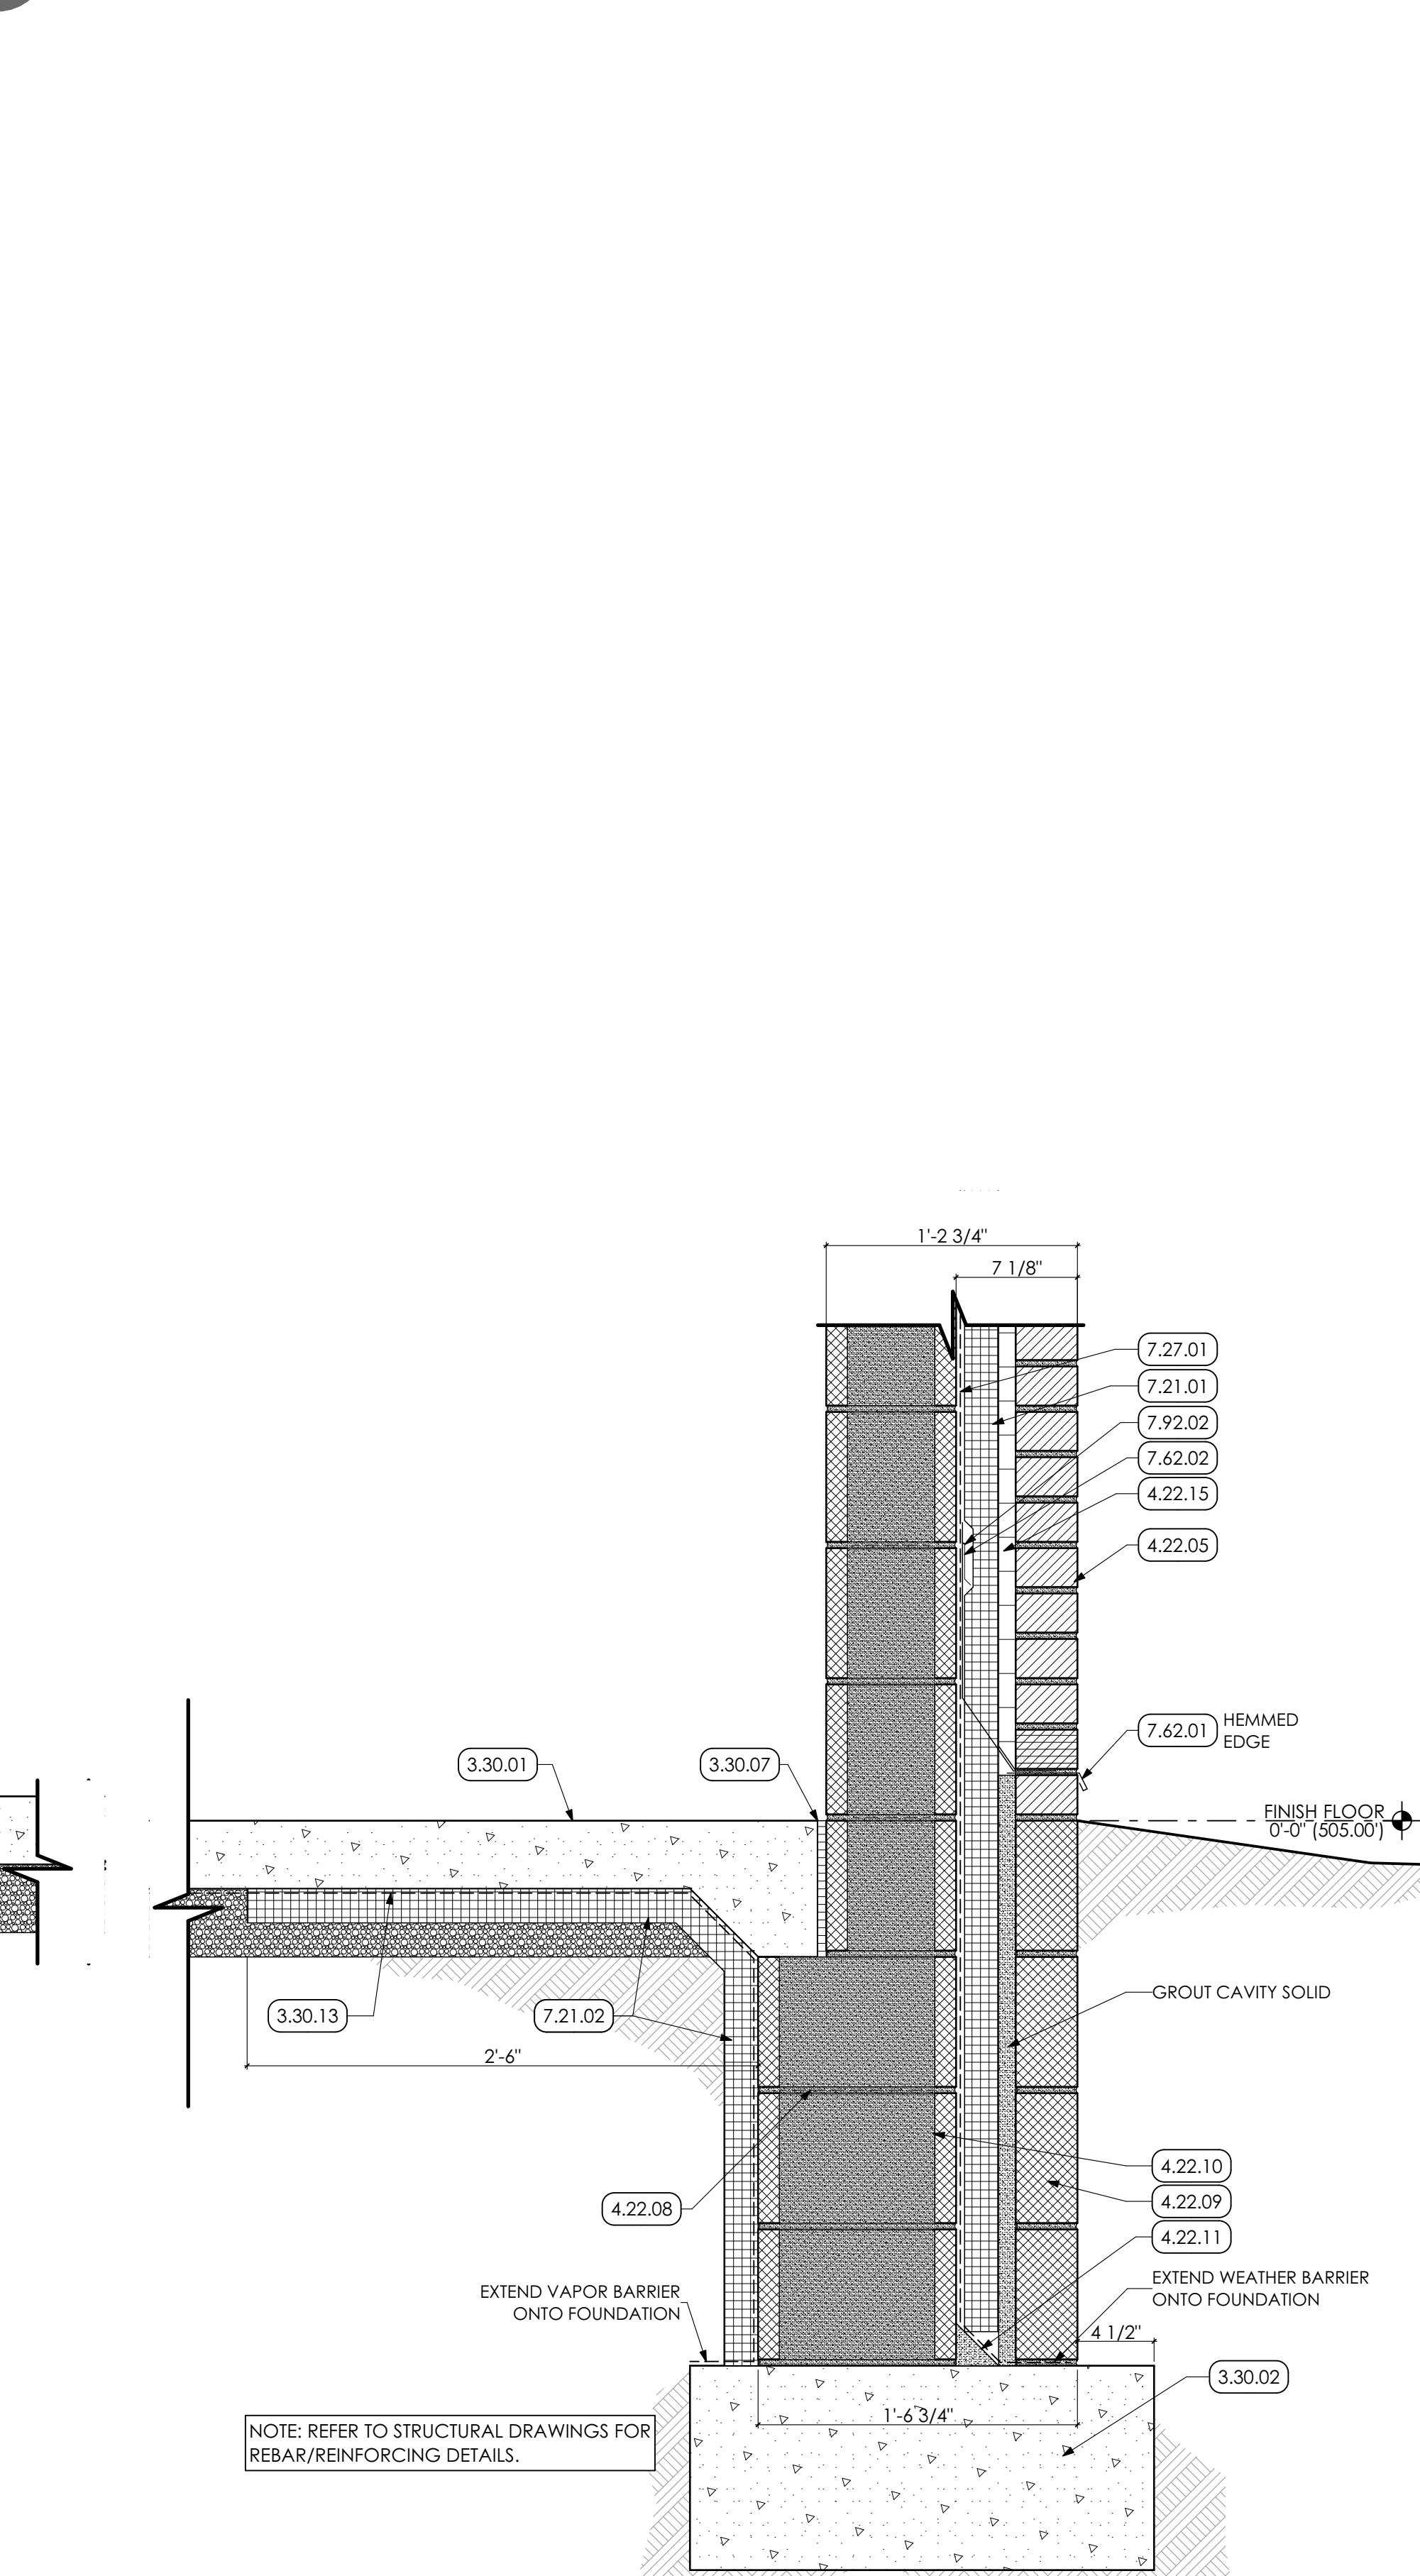 1'-2 3/4"
7 1/8"
7.27.01
7.21.01
7.92.02
7.62.02
4.22.15
4.22.05
7.62.01 HEMMED
EDGE
3.30.01
3.30.07
FINISH FLOOR
0'-0" (505.00')
GROUT CAVITY SOLID
3.30.13
7.21.02
2'-6"
4.22.10
4.22.09
4.22.08
4.22.11
EXTEND VAPOR BARRIER
ONTO FOUNDATION
EXTEND WEATHER BARRIER
ONTO FOUNDATION
4 1/2"
3.30.02
1'-6 3/4"
NOTE: REFER TO STRUCTURAL DRAWINGS FOR
REBAR/REINFORCING DETAILS.